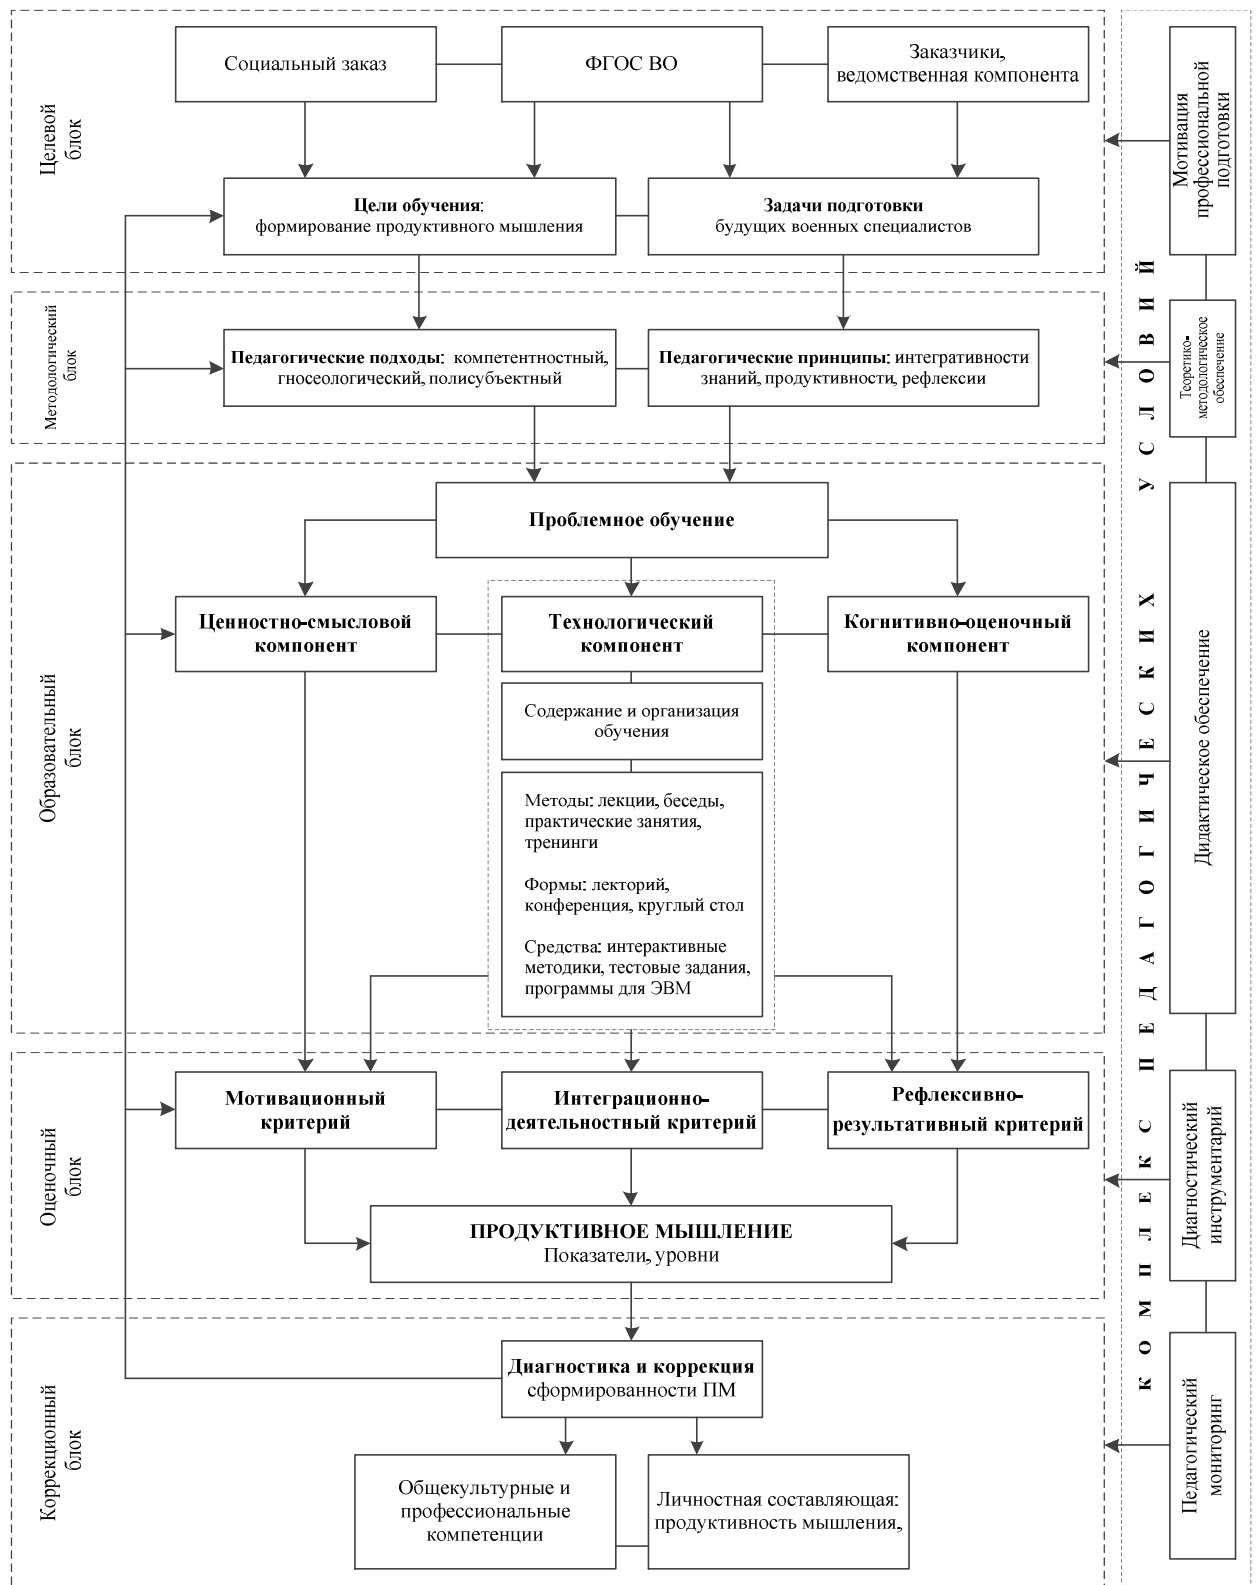 Целевой
блок
Социальный заказ
ФГОС ВО
Заказчики,
ведомственная компонента
Цели обучения:
формирование продуктивного мышления
Задачи подготовки
будущих военных специалистов
Методологический
блок
Педагогические подходы: компетентностный,
гносеологический, полисубъектный
Педагогические принципы: интегративности
знаний, продуктивности, рефлексии
Образовательный
блок
Проблемное обучение
Ценностно-смысловой
компонент
Технологический
компонент
Когнитивно-оценочный
компонент
Содержание и организация
обучения
Методы: лекции, беседы,
практические занятия,
тренинги
Формы: лекторий,
конференция, круглый стол
Средства: интерактивные
методики, тестовые задания,
программы для ЭВМ
Оценочный
блок
Мотивационный
критерий
Интеграционно-
деятельностный критерий
Рефлексивно-
результативный критерий
ПРОДУКТИВНОЕ МЫШЛЕНИЕ
Показатели, уровни
Коррекционный
блок
Диагностика и коррекция
сформированности ПМ
Общекультурные и
профессиональные
компетенции
Личностная составляющая:
продуктивность мышления,
КОМПЛЕКС ПЕДАГОГИЧЕСКИХ УСЛОВИЙ
Мотивация
профессиональной
подготовки
Теоретико-
методологическое
обеспечение
Дидактическое обеспечение
Диагностический
инструментарий
Педагогический
мониторинг